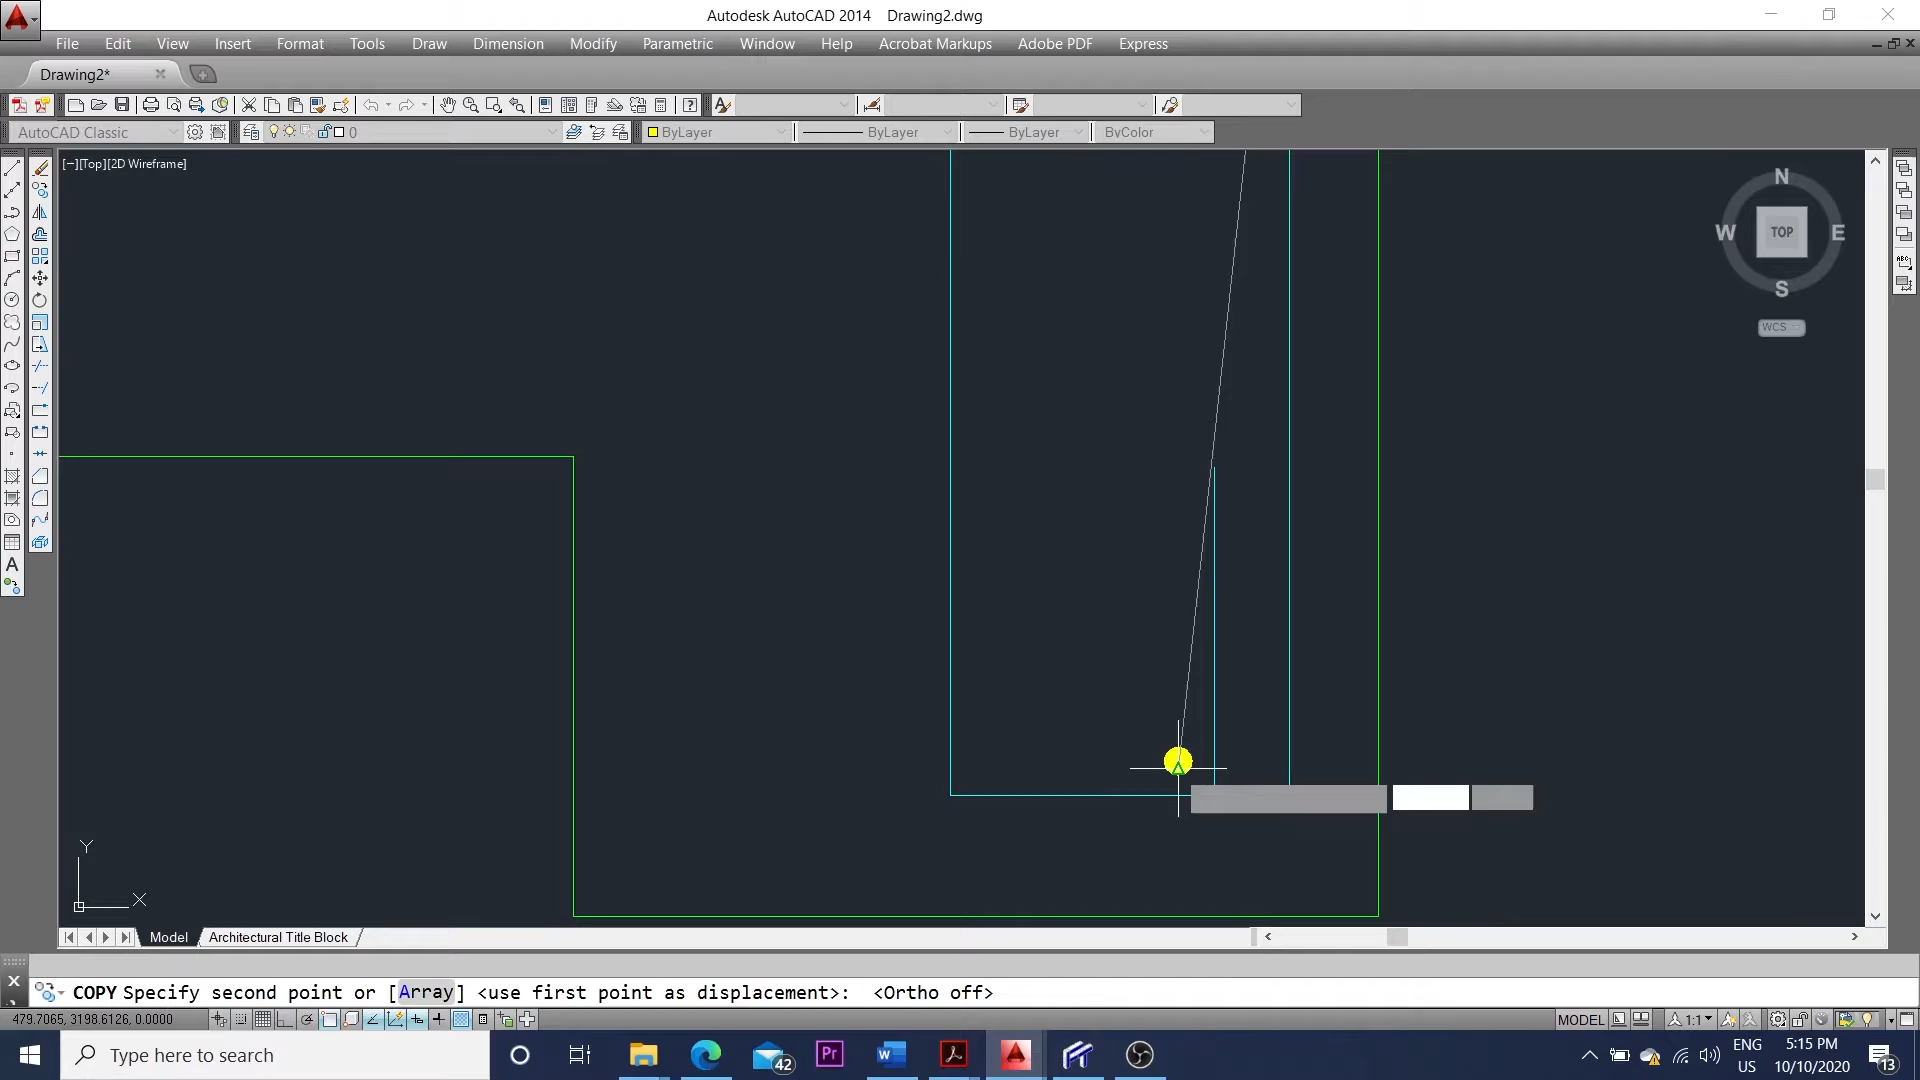 Autodesk AutoCAD 2014 Drawing2.dwg
File Edit View Insert Format Tools Draw Dimension Modify Parametric Window Help Acrobat Markups Adobe PDF Express
Drawing2*
AutoCAD Classic 0 ByLayer ByLayer ByLayer ByColor
[−][Top][2D Wireframe]
N
W TOP E
S
WCS
Y
X
Model Architectural Title Block
COPY Specify second point or [Array] <use first point as displacement>: <Ortho off>
479.7065, 3198.6126, 0.0000 MODEL 1:1
Type here to search 42 Pr ENG US 5:15 PM 10/10/2020 13